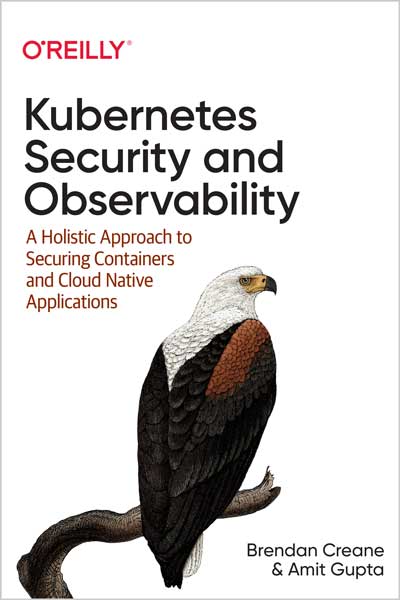 O'REILLY®
Kubernetes
Security and
Observability
A Holistic Approach to
Securing Containers
and Cloud Native
Applications
Brendan Creane
& Amit Gupta